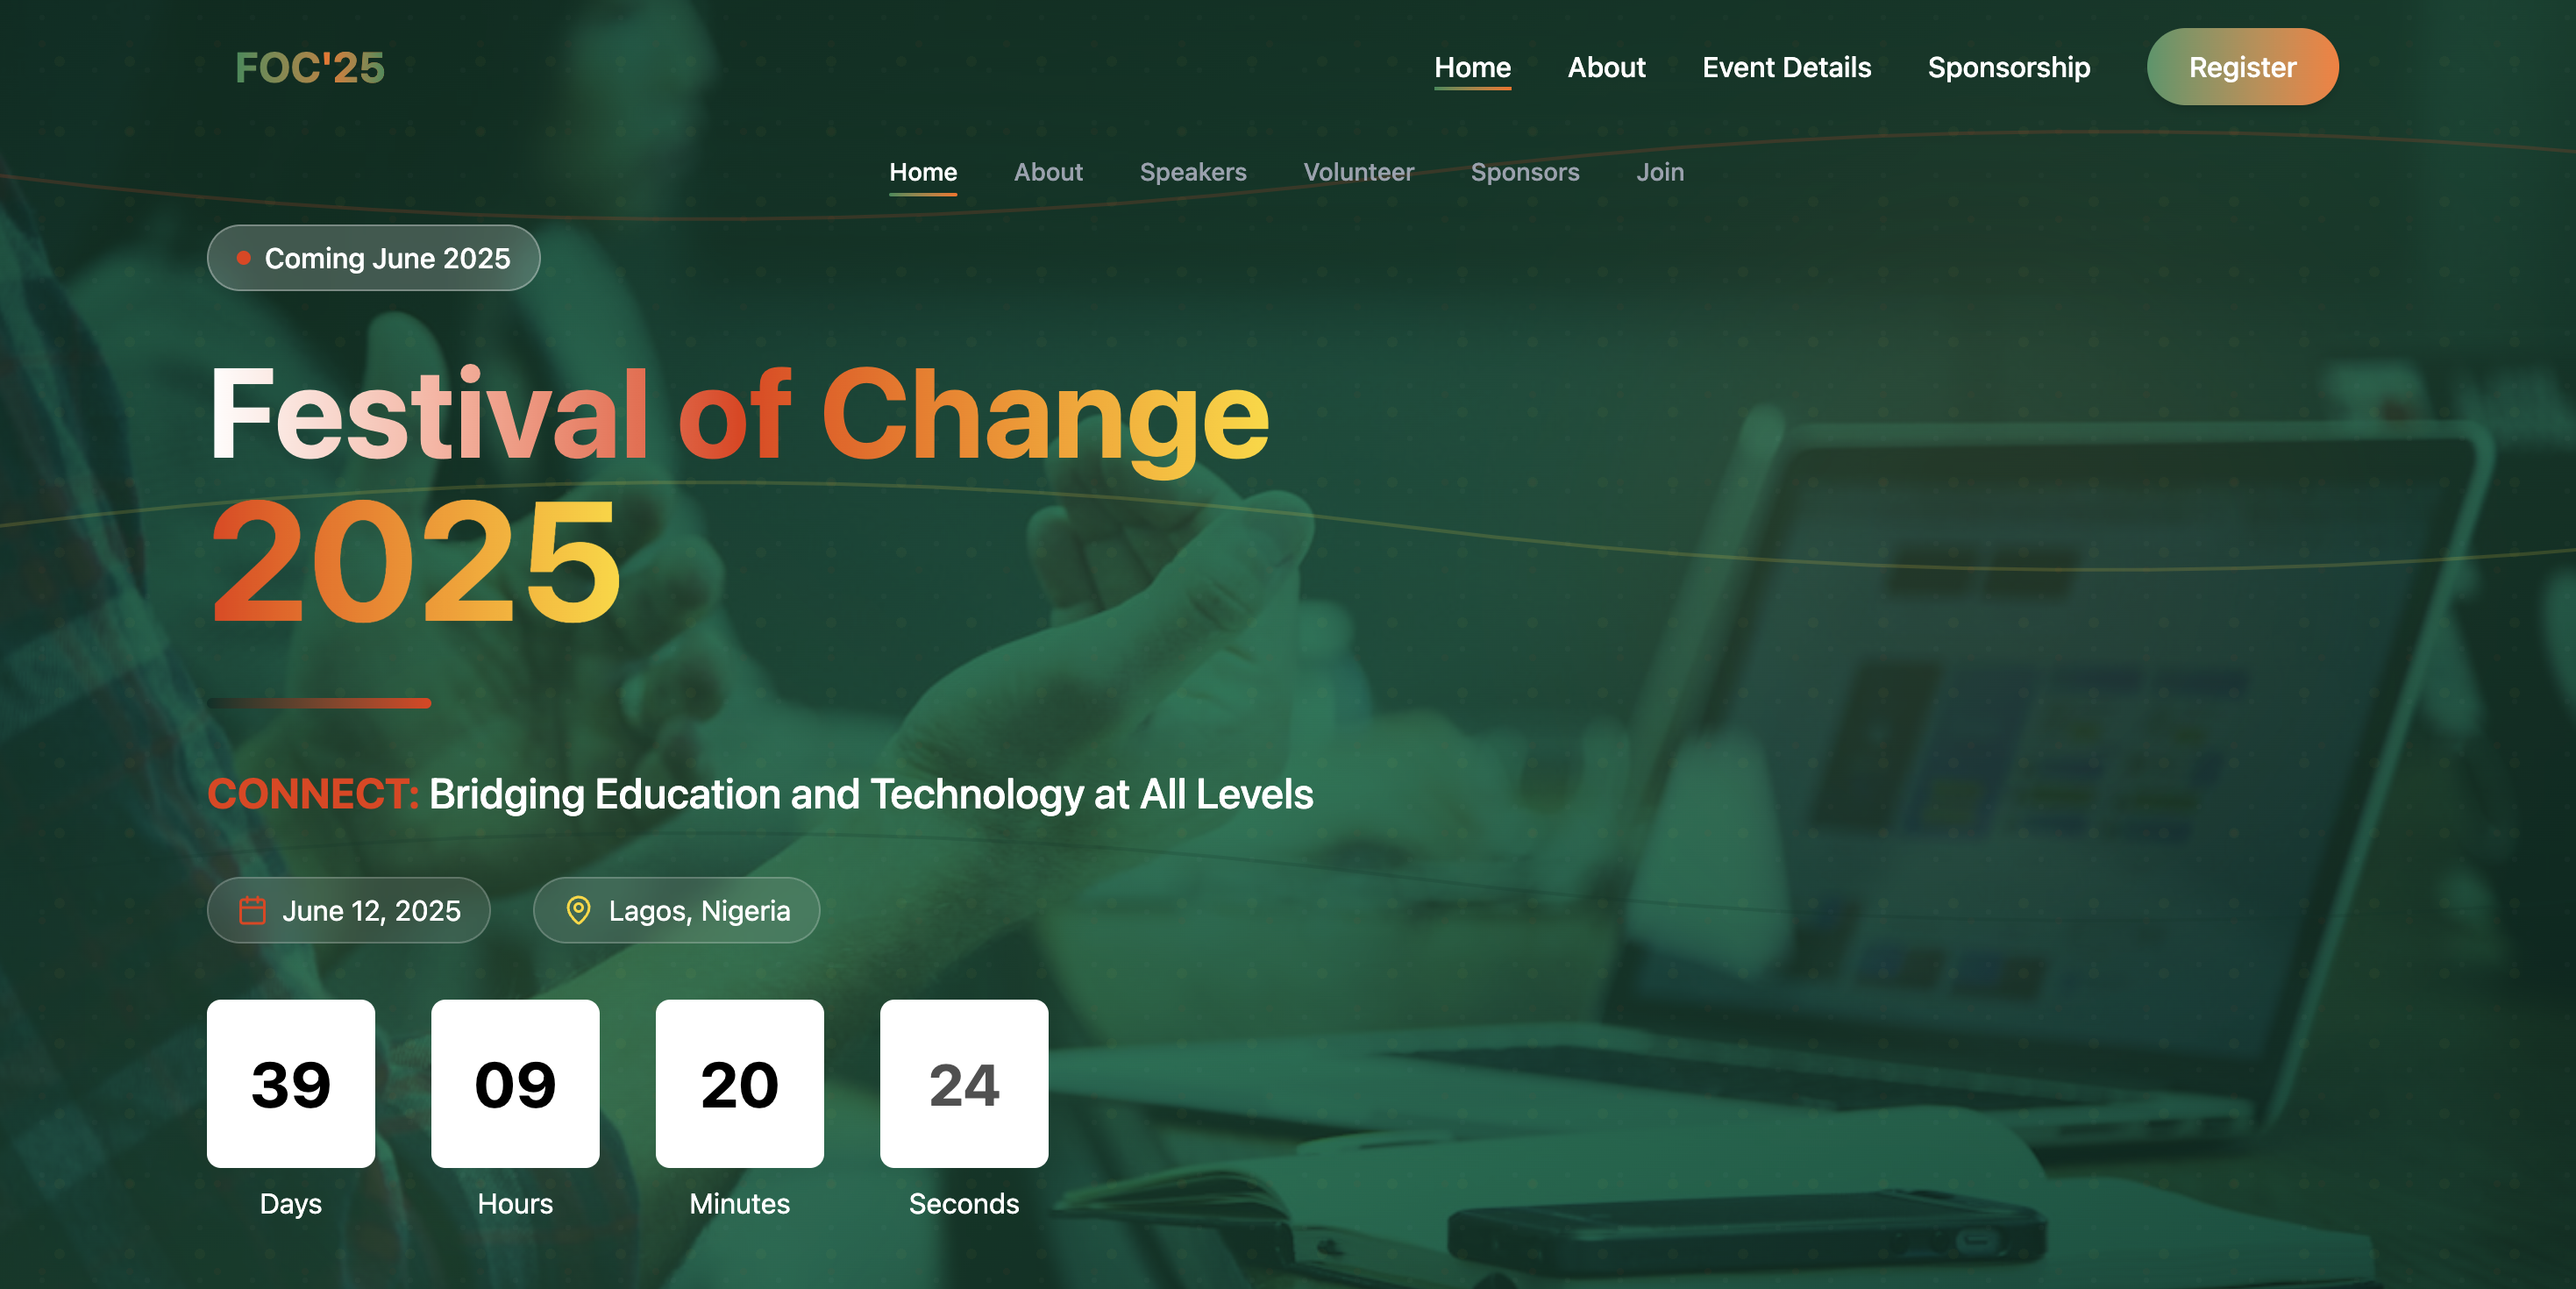 FOC'25
Home About Event Details Sponsorship Register
Home About Speakers Volunteer Sponsors Join
Coming June 2025
Festival of Change
2025
CONNECT: Bridging Education and Technology at All Levels
June 12, 2025
Lagos, Nigeria
39 09 20 24
Days Hours Minutes Seconds